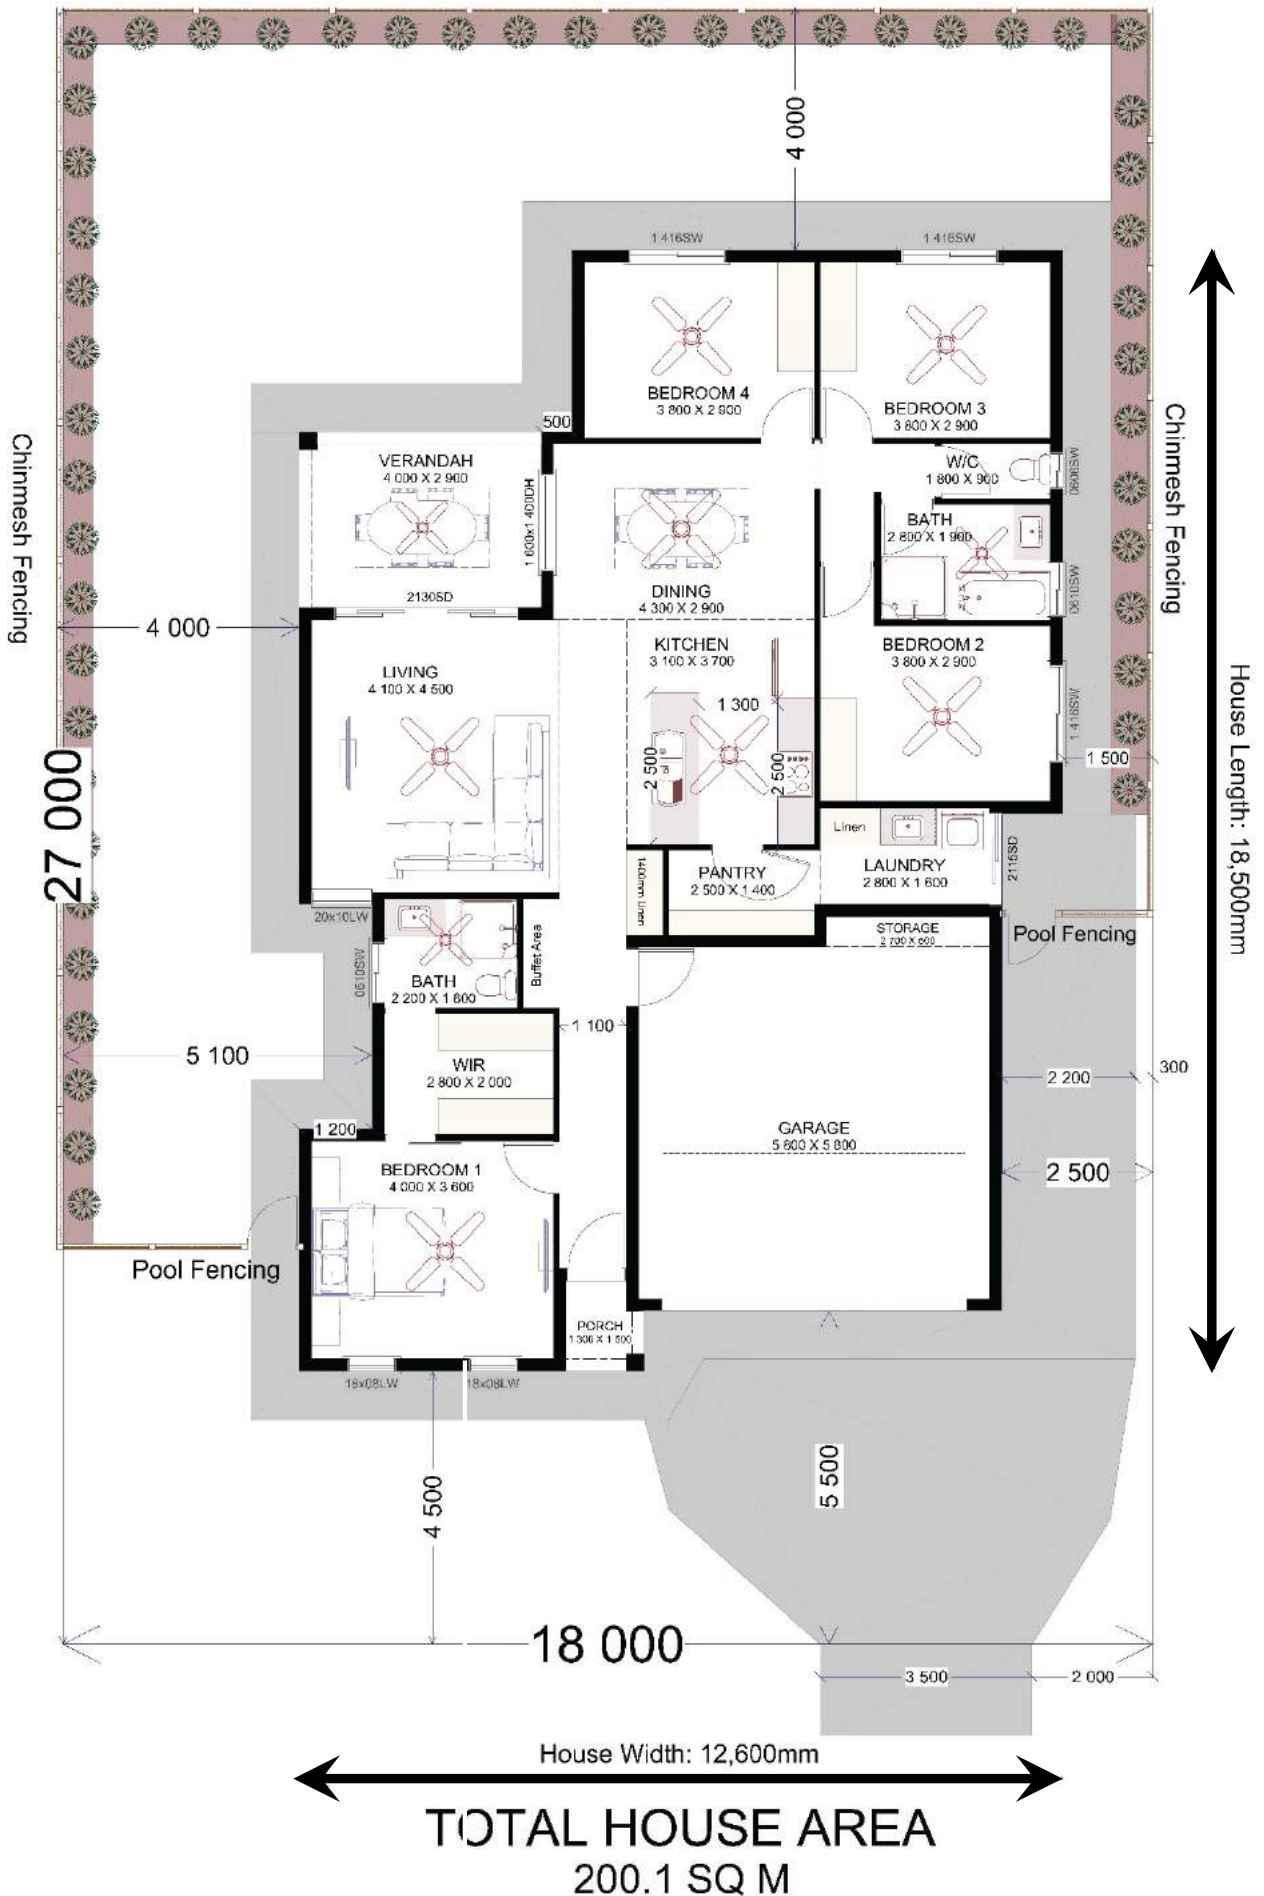 4 000
1 416SW
1 416SW
BEDROOM 4
3 800 X 2 900
BEDROOM 3
3 800 X 2 900
500
VERANDAH
4 000 X 2 900
1 600x1 400DH
W/C
1 800 X 900
0606SW
Chinmesh Fencing
Chinmesh Fencing
BATH
2 800 X 1 900
0610SW
DINING
4 300 X 2 900
2130SD
4 000
KITCHEN
3 100 X 3 700
BEDROOM 2
3 800 X 2 900
LIVING
4 100 X 4 500
1 300
2 500
2 500
1 416SW
1 500
House Length: 18,500mm
27 000
Linen
LAUNDRY
2 800 X 1 600
2115SD
PANTRY
2 500 X 1 400
1400mm Linen
20x10LW
STORAGE
2 700 X 600
Pool Fencing
Buffet Area
0610SW
BATH
2 200 X 1 800
1 100
5 100
WIR
2 800 X 2 000
2 200
300
1 200
GARAGE
5 800 X 5 800
BEDROOM 1
4 000 X 3 600
2 500
Pool Fencing
PORCH
1 300 X 1 500
18x08LW
18x08LW
5 500
4 500
18 000
3 500
2 000
House Width: 12,600mm
TOTAL HOUSE AREA
200.1 SQ M